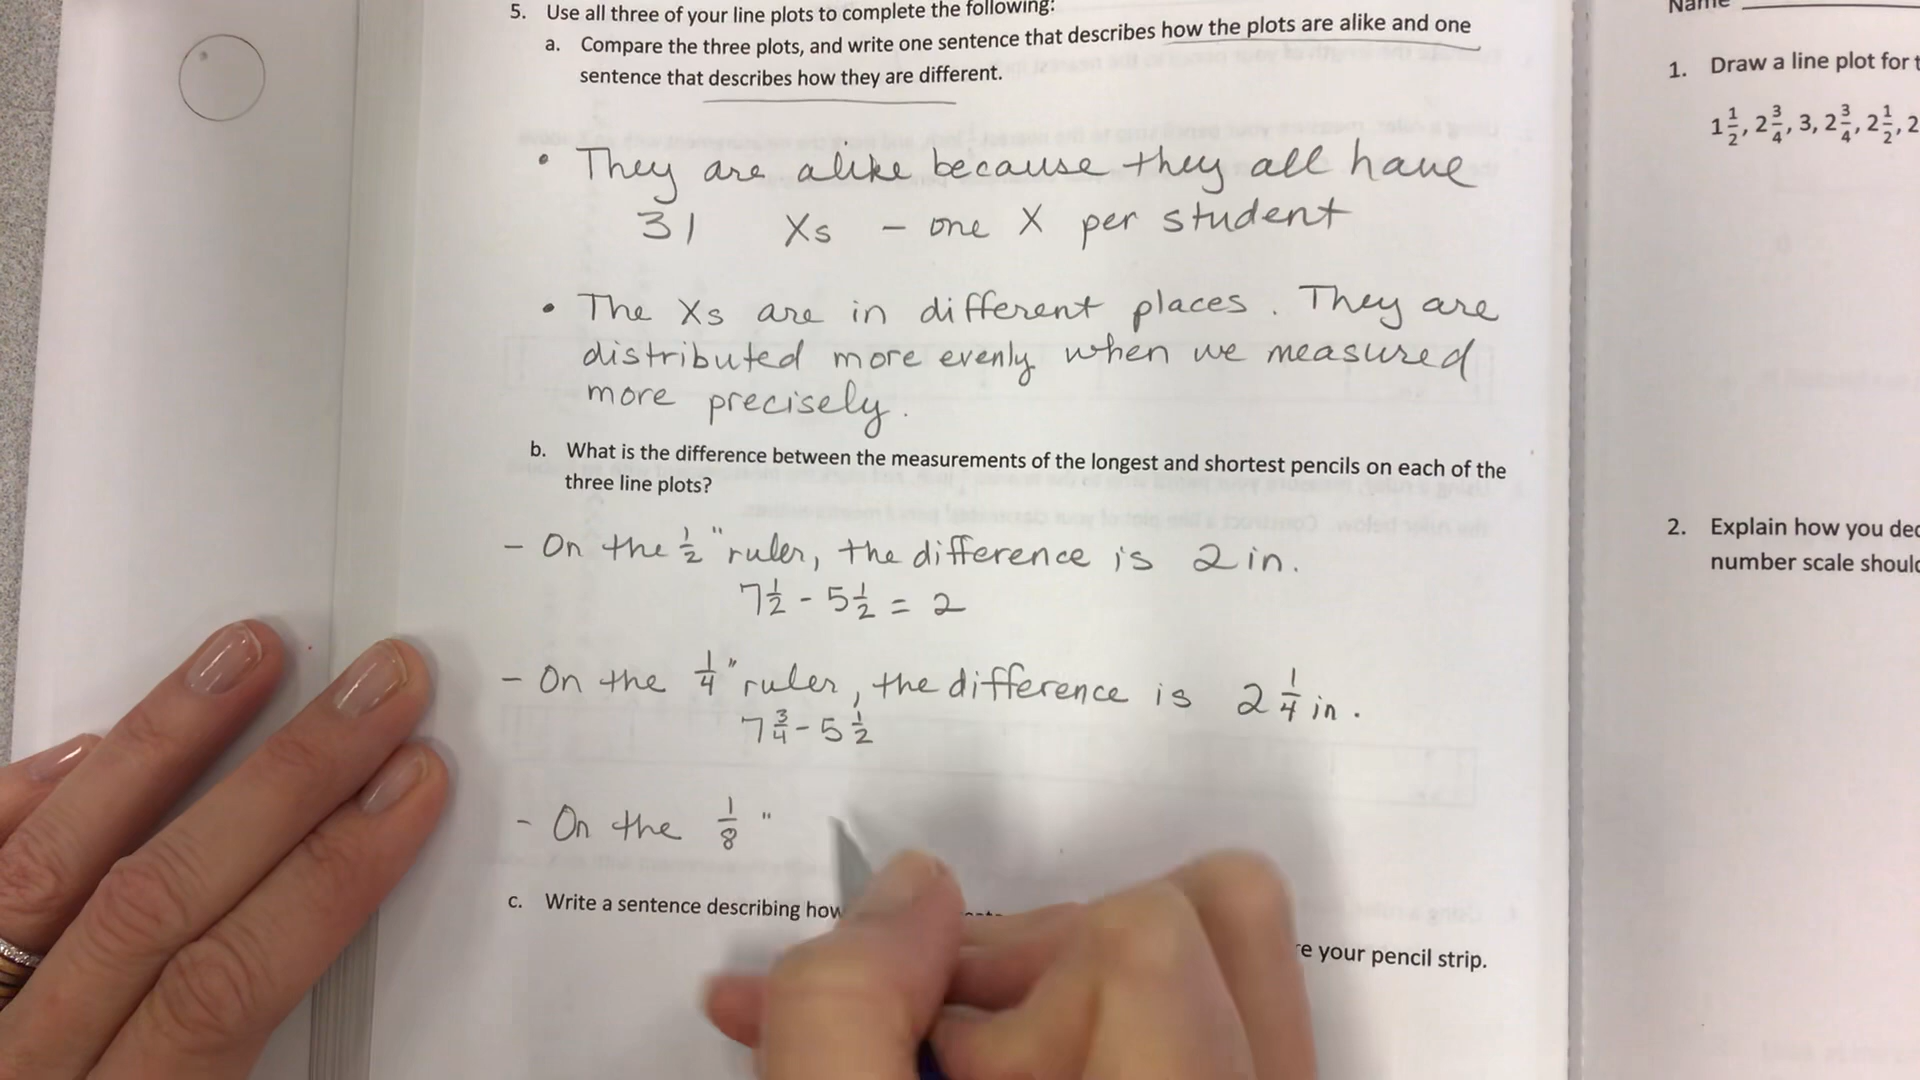 5. Use all three of your line plots to complete the following:
a. Compare the three plots, and write one sentence that describes how the plots are alike and one
sentence that describes how they are different.
• They are alike because they all have
31 Xs – one X per student
• The Xs are in different places. They are
distributed more evenly when we measured
more precisely.
b. What is the difference between the measurements of the longest and shortest pencils on each of the
three line plots?
– On the 1/2" ruler, the difference is 2 in.
7 1/2 - 5 1/2 = 2
– On the 1/4" ruler, the difference is 2 1/4 in.
7 3/4 - 5 1/2
– On the 1/8"
c. Write a sentence describing how
your pencil strip.
Name
1. Draw a line plot for
1 1/2, 2 3/4, 3, 2 3/4, 2 1/2, 2
2. Explain how you
number scale